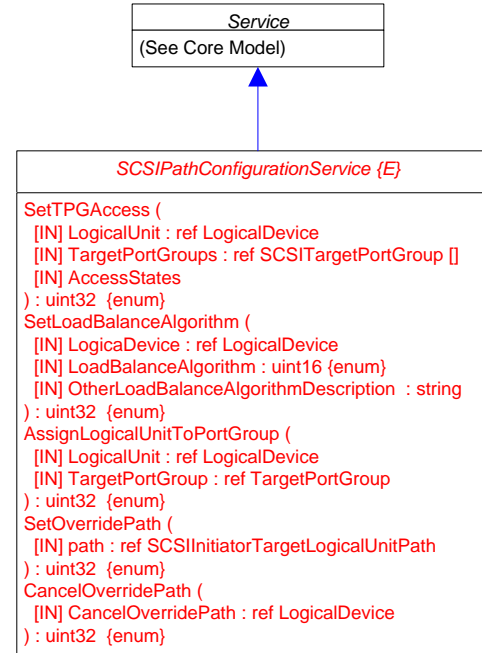 Service
(See Core Model)
SCSIPathConfigurationService {E}
SetTPGAccess (
[IN] LogicalUnit : ref LogicalDevice
[IN] TargetPortGroups : ref SCSITargetPortGroup []
[IN] AccessStates
) : uint32 {enum}
SetLoadBalanceAlgorithm (
[IN] LogicaDevice : ref LogicalDevice
[IN] LoadBalanceAlgorithm : uint16 {enum}
[IN] OtherLoadBalanceAlgorithmDescription : string
) : uint32 {enum}
AssignLogicalUnitToPortGroup (
[IN] LogicalUnit : ref LogicalDevice
[IN] TargetPortGroup : ref TargetPortGroup
) : uint32 {enum}
SetOverridePath (
[IN] path : ref SCSIInitiatorTargetLogicalUnitPath
) : uint32 {enum}
CancelOverridePath (
[IN] CancelOverridePath : ref LogicalDevice
) : uint32 {enum}